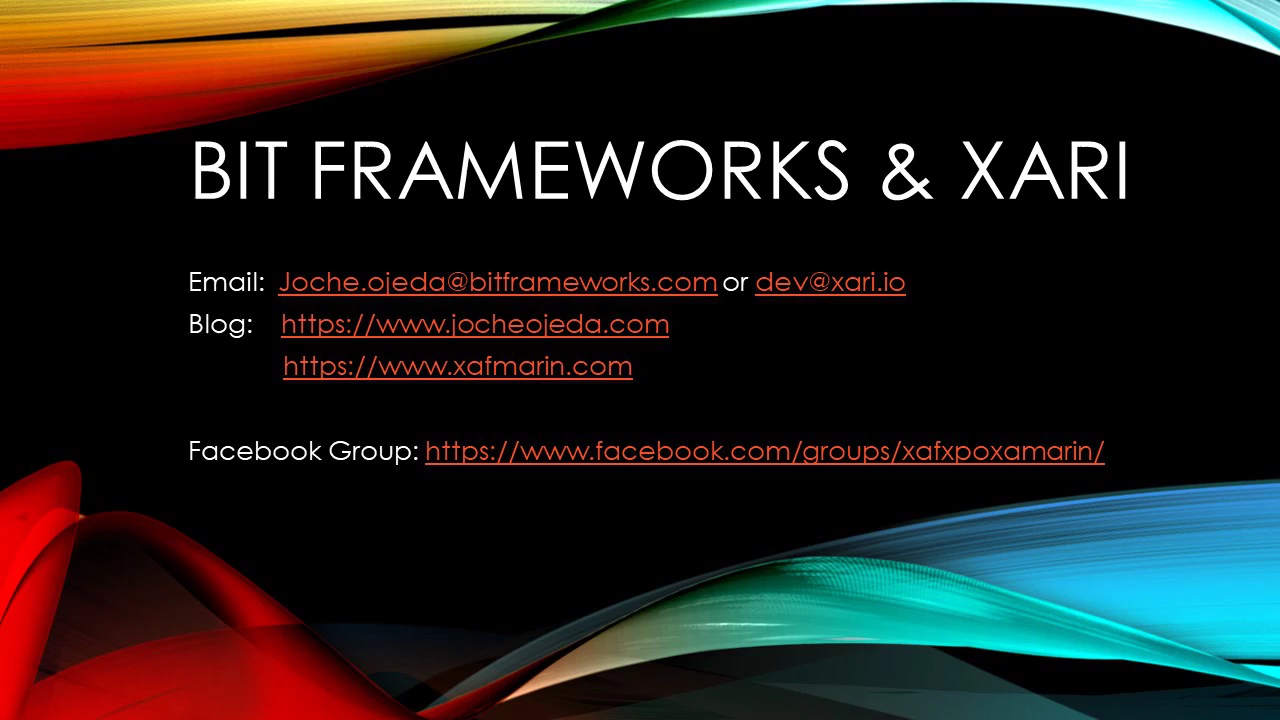 BIT FRAMEWORKS & XARI
Email: Joche.ojeda@bitframeworks.com or dev@xari.io
Blog: https://www.jocheojeda.com
https://www.xafmarin.com
Facebook Group: https://www.facebook.com/groups/xafxpoxamarin/